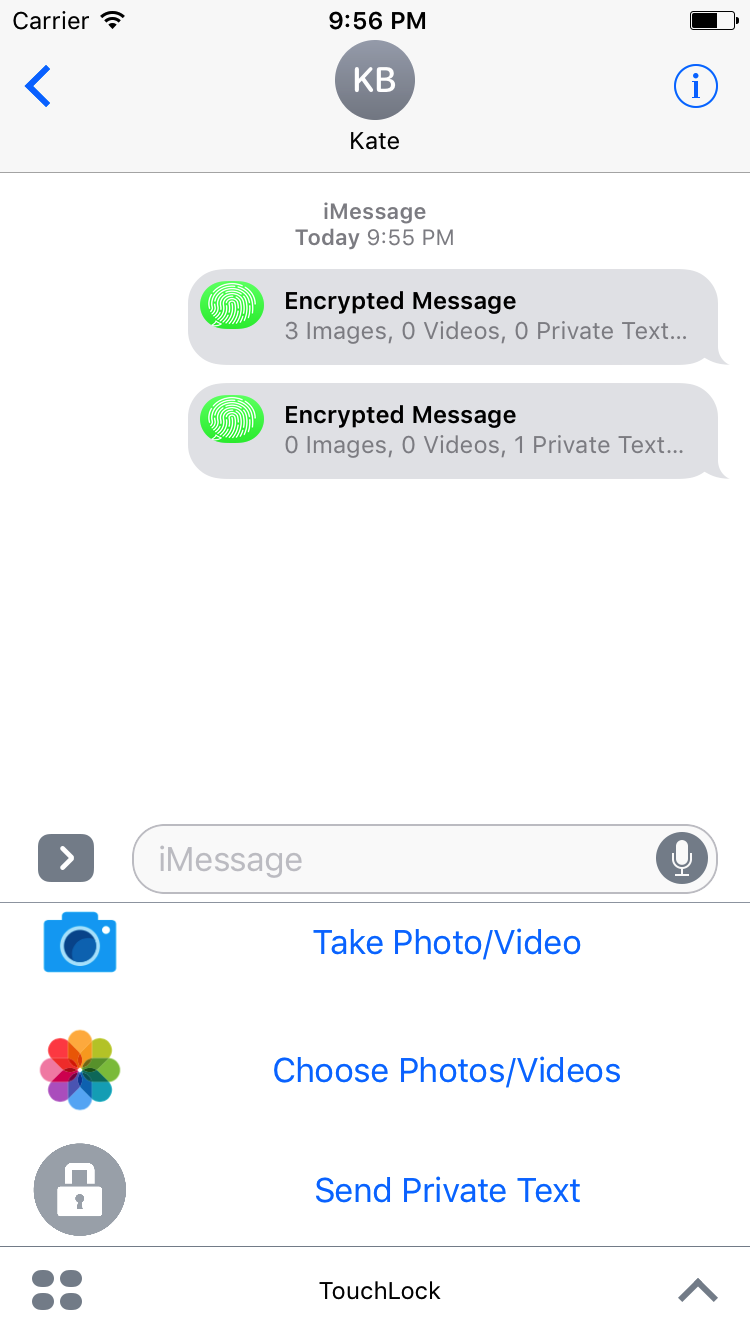 Carrier 9:56 PM
KB
Kate
iMessage
Today 9:55 PM
Encrypted Message
3 Images, 0 Videos, 0 Private Text...
Encrypted Message
0 Images, 0 Videos, 1 Private Text...
iMessage
Take Photo/Video
Choose Photos/Videos
Send Private Text
TouchLock